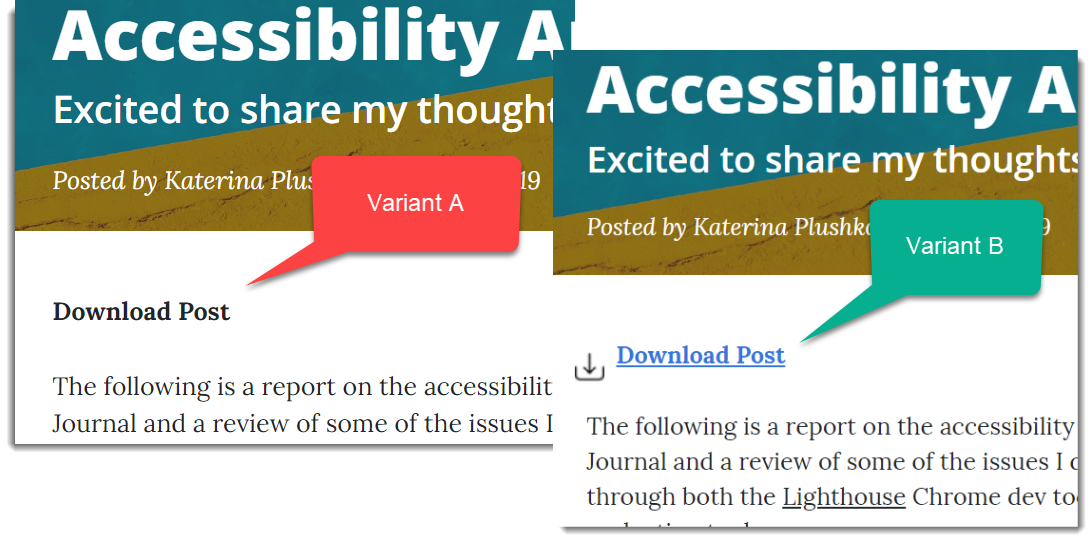 Accessibility A
Excited to share my thought
Posted by Katerina Plus
19
Variant A
Download Post
The following is a report on the accessibilit
Journal and a review of some of the issues I
Accessibility A
Excited to share my thoughts
Posted by Katerina Plushko
9
Variant B
Download Post
The following is a report on the accessibility
Journal and a review of some of the issues I d
through both the Lighthouse Chrome dev to